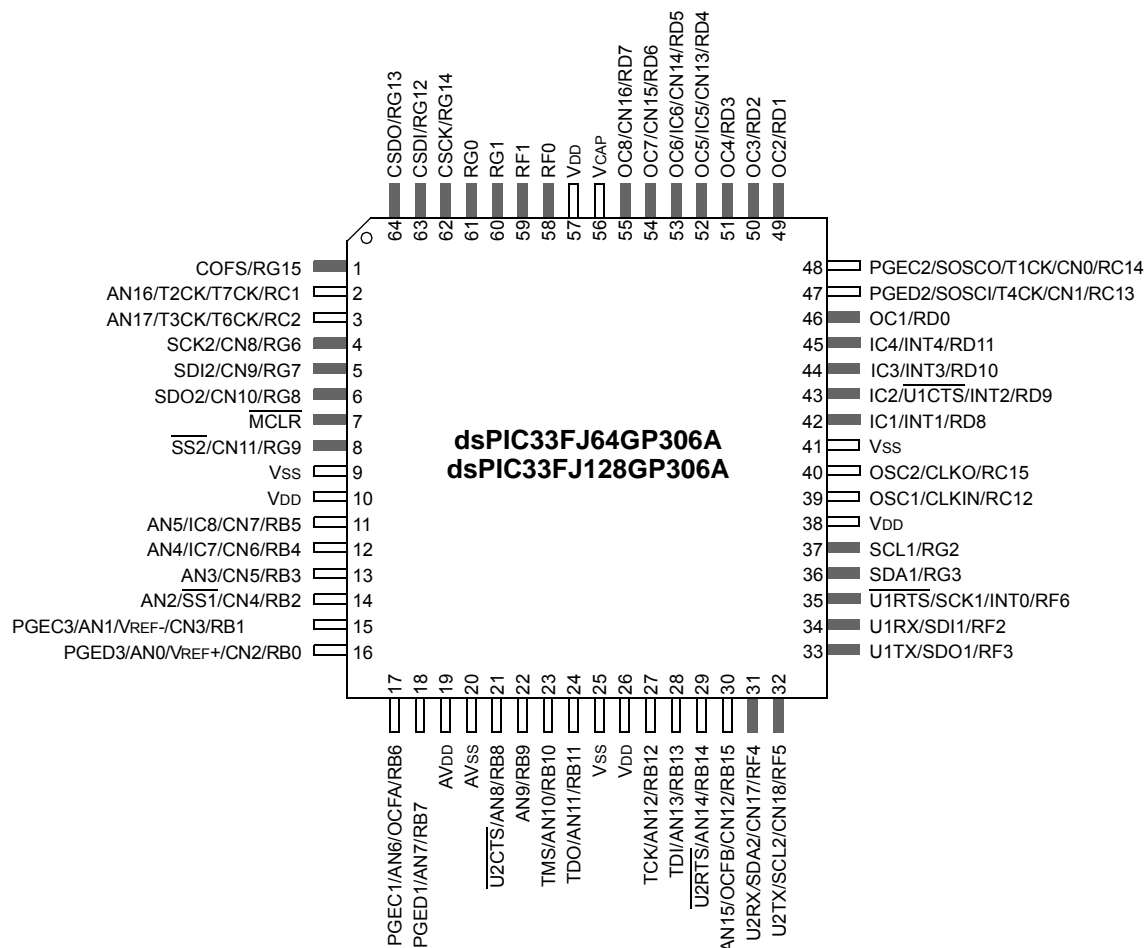 CSDO/RG13
CSDI/RG12
CSCK/RG14
RG0
RG1
RF1
RF0
VDD
VCAP
OC8/CN16/RD7
OC7/CN15/RD6
OC6/IC6/CN14/RD5
OC5/IC5/CN13/RD4
OC4/RD3
OC3/RD2
OC2/RD1
64
63
62
61
60
59
58
57
56
55
54
53
52
51
50
49
COFS/RG15 1
AN16/T2CK/T7CK/RC1 2
AN17/T3CK/T6CK/RC2 3
SCK2/CN8/RG6 4
SDI2/CN9/RG7 5
SDO2/CN10/RG8 6
MCLR 7
SS2/CN11/RG9 8
VSS 9
VDD 10
AN5/IC8/CN7/RB5 11
AN4/IC7/CN6/RB4 12
AN3/CN5/RB3 13
AN2/SS1/CN4/RB2 14
PGEC3/AN1/VREF-/CN3/RB1 15
PGED3/AN0/VREF+/CN2/RB0 16
dsPIC33FJ64GP306A
dsPIC33FJ128GP306A
48 PGEC2/SOSCO/T1CK/CN0/RC14
47 PGED2/SOSCI/T4CK/CN1/RC13
46 OC1/RD0
45 IC4/INT4/RD11
44 IC3/INT3/RD10
43 IC2/U1CTS/INT2/RD9
42 IC1/INT1/RD8
41 VSS
40 OSC2/CLKO/RC15
39 OSC1/CLKIN/RC12
38 VDD
37 SCL1/RG2
36 SDA1/RG3
35 U1RTS/SCK1/INT0/RF6
34 U1RX/SDI1/RF2
33 U1TX/SDO1/RF3
17
18
19
20
21
22
23
24
25
26
27
28
29
30
31
32
PGEC1/AN6/OCFA/RB6
PGED1/AN7/RB7
AVDD
AVSS
U2CTS/AN8/RB8
AN9/RB9
TMS/AN10/RB10
TDO/AN11/RB11
VSS
VDD
TCK/AN12/RB12
TDI/AN13/RB13
U2RTS/AN14/RB14
AN15/OCFB/CN12/RB15
U2RX/SDA2/CN17/RF4
U2TX/SCL2/CN18/RF5